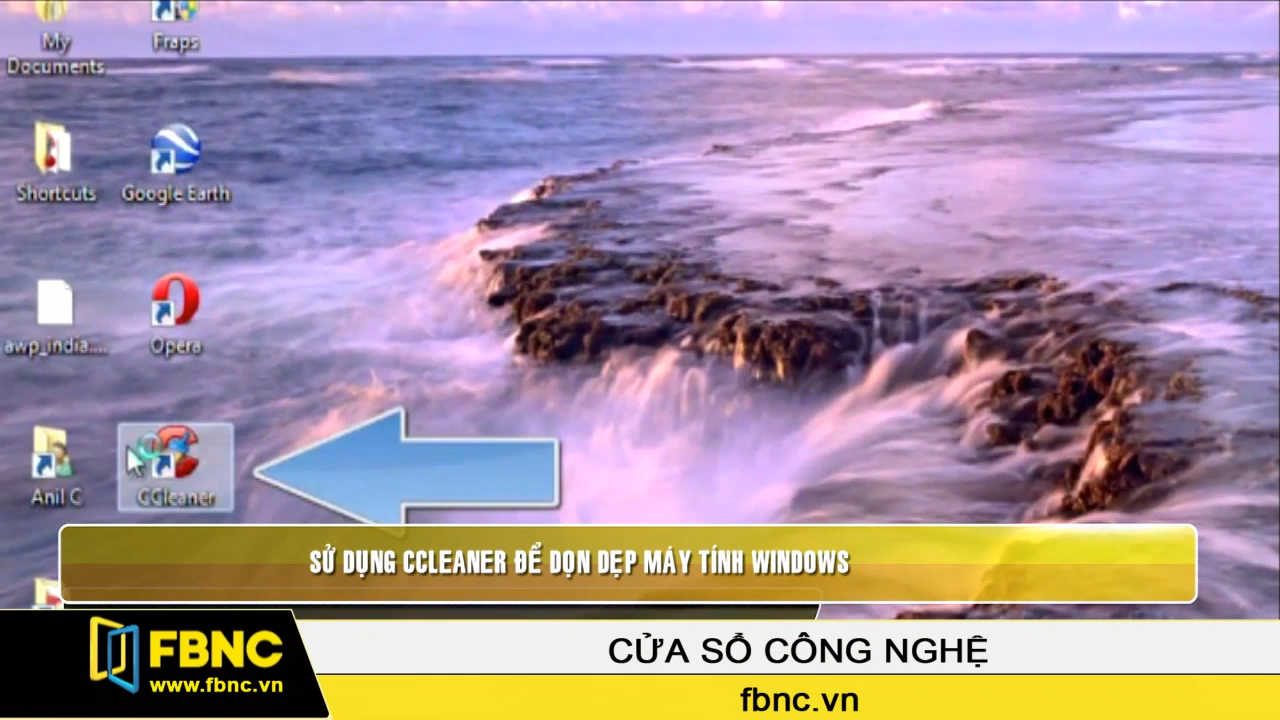 My Documents
Fraps
Shortcuts
Google Earth
awp_india....
Opera
Anil C
CCleaner
SỬ DỤNG CCLEANER ĐỂ DỌN DẸP MÁY TÍNH WINDOWS
FBNC
www.fbnc.vn
CỬA SỔ CÔNG NGHỆ
fbnc.vn